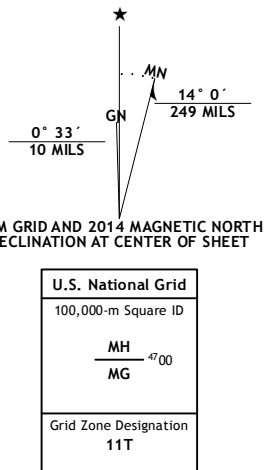 MN
GN
14° 0´
249 MILS
0° 33´
10 MILS
M GRID AND 2014 MAGNETIC NORTH
ECLINATION AT CENTER OF SHEET
U.S. National Grid
100,000-m Square ID
MH
4700
MG
Grid Zone Designation
11T